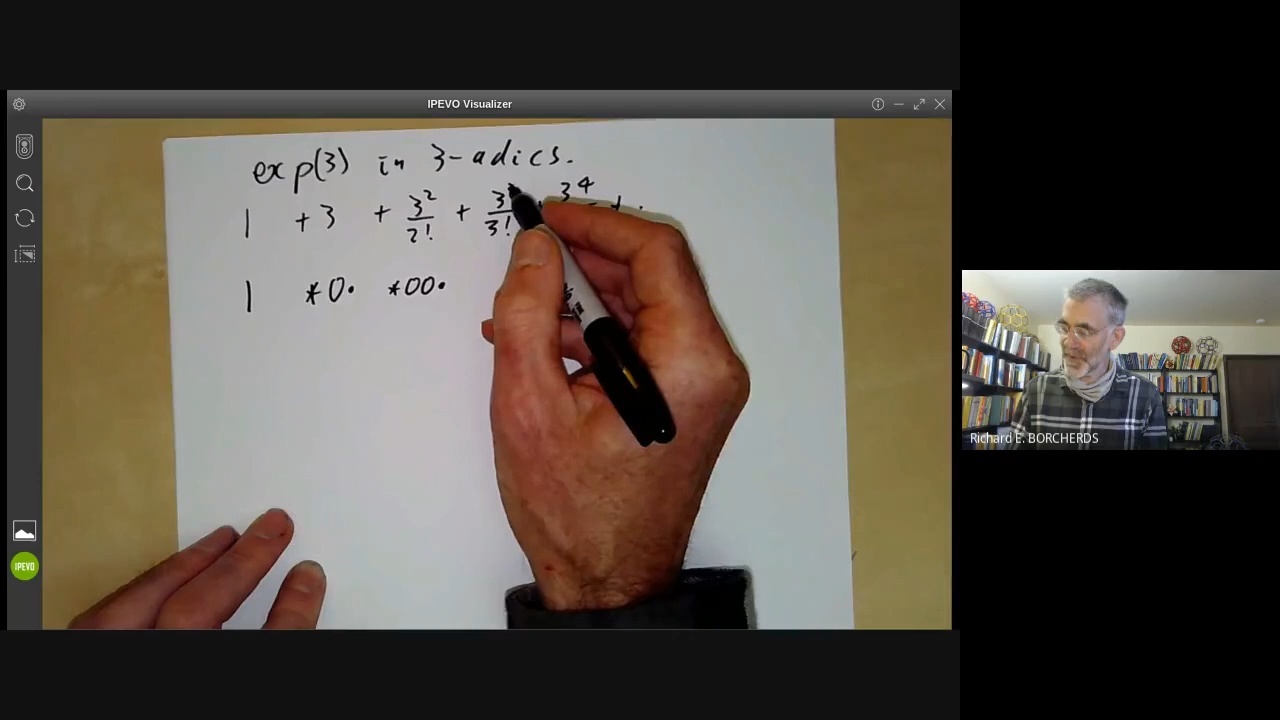 IPEVO Visualizer
exp(3) in 3-adics.
1 + 3 + 3²/2! + 3³/3! 3⁴ +
1 *0. *00.
IPEVO
Richard E. BORCHERDS